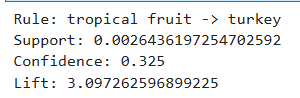 Rule: tropical fruit -> turkey
Support: 0.0026436197254702592
Confidence: 0.325
Lift: 3.097262596899225